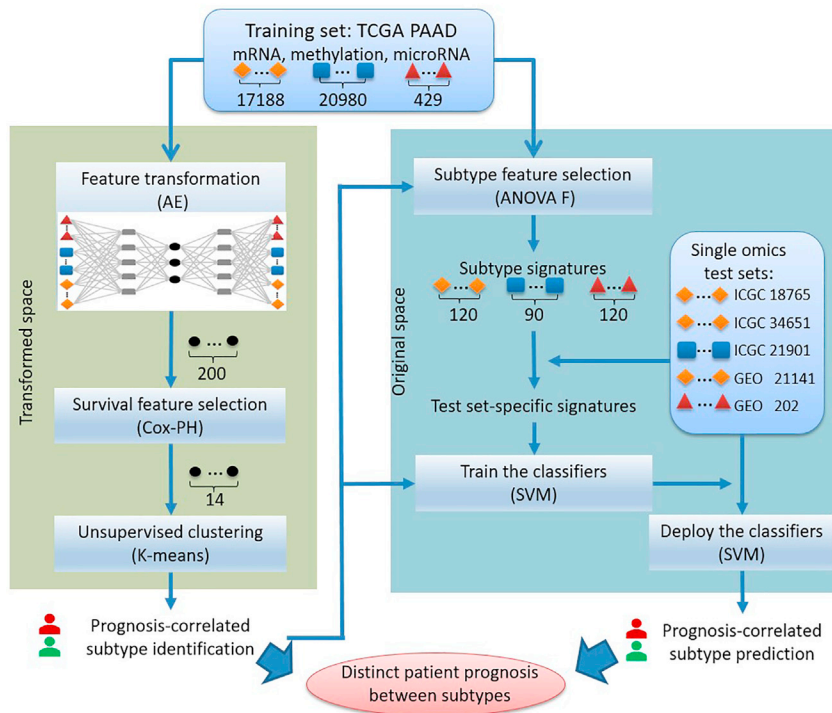 Training set: TCGA PAAD
mRNA, methylation, microRNA
17188 20980 429
Transformed space
Feature transformation
(AE)
200
Survival feature selection
(Cox-PH)
14
Unsupervised clustering
(K-means)
Prognosis-correlated
subtype identification
Original space
Subtype feature selection
(ANOVA F)
Subtype signatures
120 90 120
Test set-specific signatures
Train the classifiers
(SVM)
Single omics
test sets:
ICGC 18765
ICGC 34651
ICGC 21901
GEO 21141
GEO 202
Deploy the classifiers
(SVM)
Prognosis-correlated
subtype prediction
Distinct patient prognosis
between subtypes